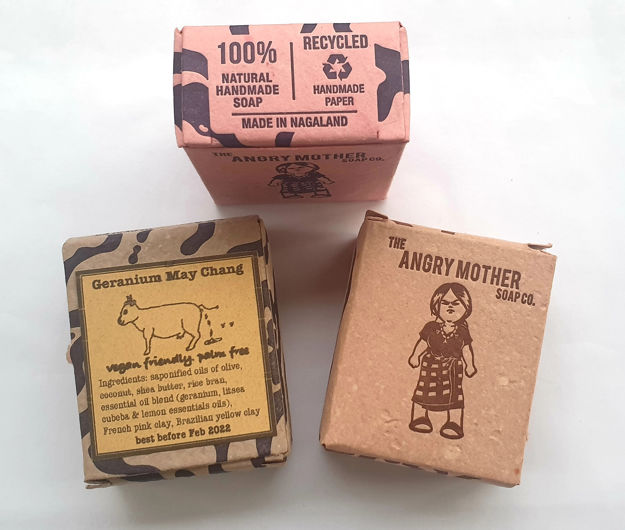 100%
NATURAL
HANDMADE
SOAP
RECYCLED
HANDMADE
PAPER
MADE IN NAGALAND
THE
ANGRY MOTHER
SOAP CO.
Geranium May Chang
vegan friendly. palm free
Ingredients: saponified oils of olive,
coconut, shea butter, rice bran,
essential oil blend (geranium, litsea
cubeba & lemon essentials oils),
French pink clay, Brazilian yellow clay
best before Feb 2022
THE
ANGRY MOTHER
SOAP CO.